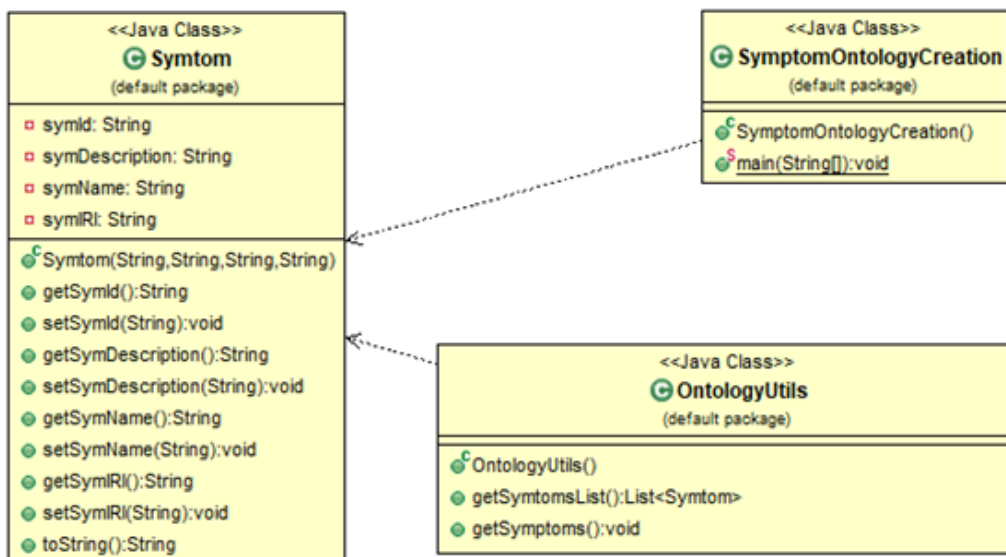 <<Java Class>>
Symtom
(default package)
symId: String
symDescription: String
symName: String
symIRI: String
Symtom(String,String,String,String)
getSymId():String
setSymId(String):void
getSymDescription():String
setSymDescription(String):void
getSymName():String
setSymName(String):void
getSymIRI():String
setSymIRI(String):void
toString():String
<<Java Class>>
SymptomOntologyCreation
(default package)
SymptomOntologyCreation()
main(String[]):void
<<Java Class>>
OntologyUtils
(default package)
OntologyUtils()
getSymtomsList():List<Symtom>
getSymptoms():void